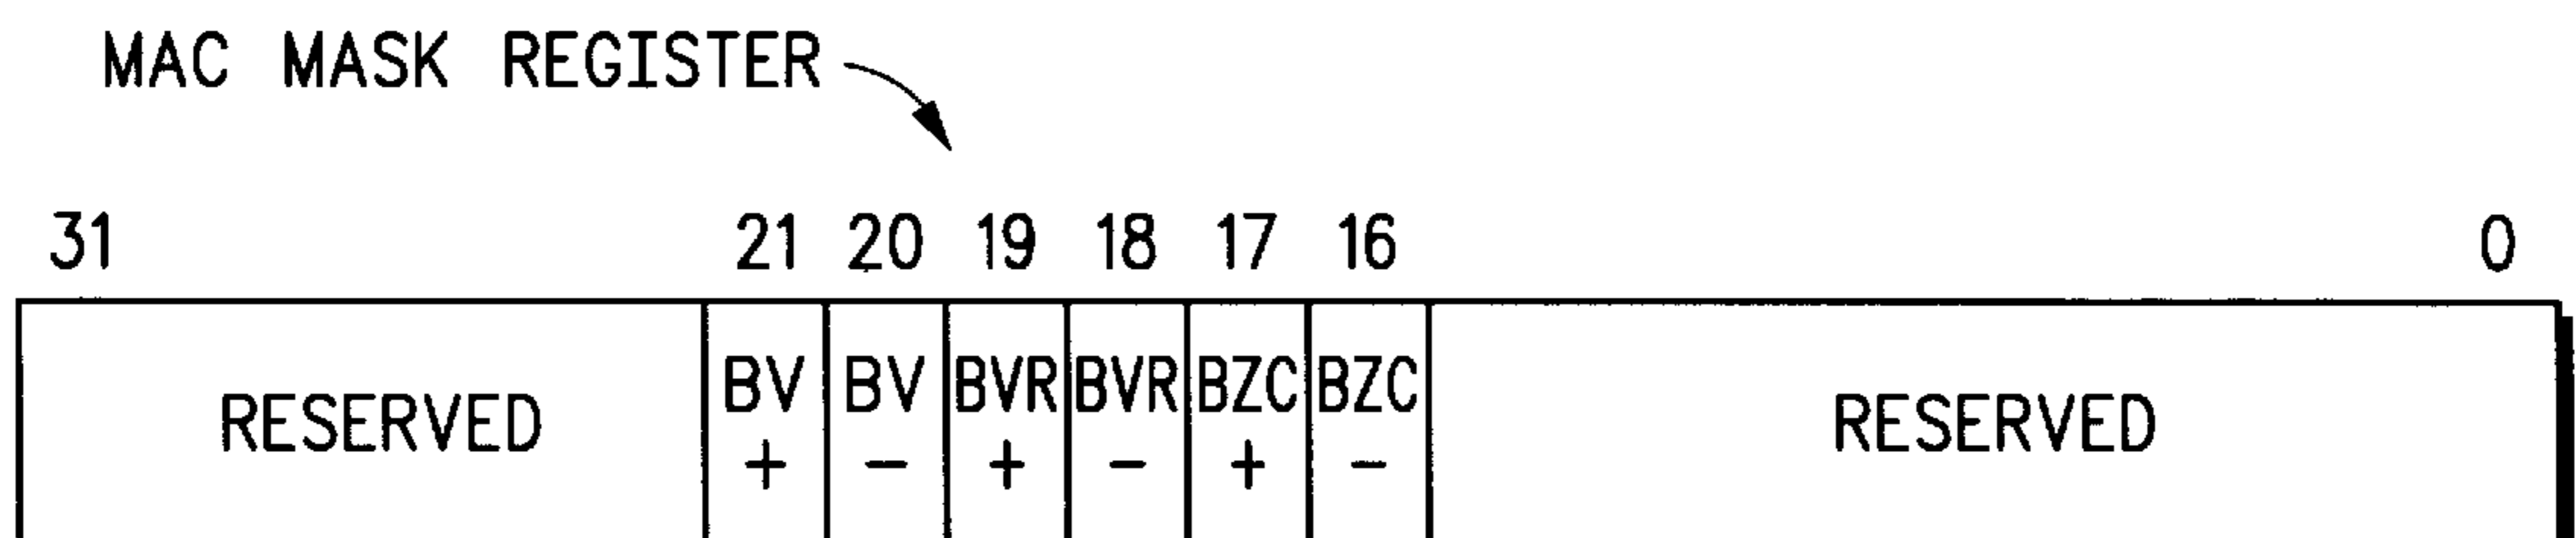 MAC MASK REGISTER
31 21 20 19 18 17 16 0
RESERVED BV + BV - BVR + BVR - BZC + BZC - RESERVED